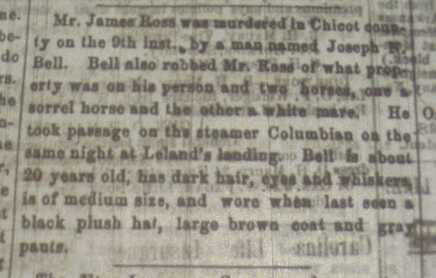 Mr. James Ross was murdered in Chicot coun-
ty on the 9th inst., by a man named Joseph
Bell. Bell also robbed Mr. Ross of what prop-
erty was on his person and two horses, one a
sorrel horse and the other a white mare. He
took passage on the steamer Columbian on the
same night at Leland's landing. Bell is about
20 years old, has dark hair, eyes and whiskers
is of medium size, and wore when last seen a
black plush hat, large brown coat and gray
pants.